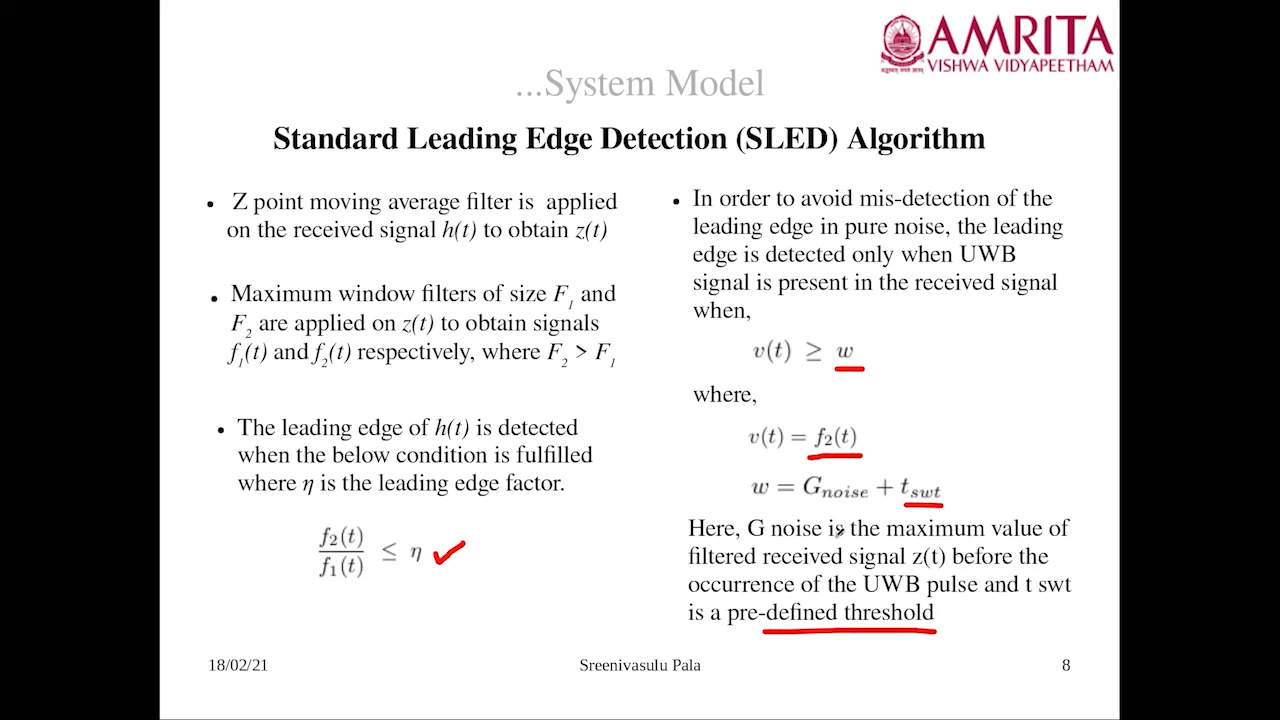 AMRITA
VISHWA VIDYAPEETHAM
...System Model
Standard Leading Edge Detection (SLED) Algorithm
• Z point moving average filter is applied
on the received signal h(t) to obtain z(t)
• Maximum window filters of size F₁ and
F₂ are applied on z(t) to obtain signals
f₁(t) and f₂(t) respectively, where F₂ > F₁
• The leading edge of h(t) is detected
when the below condition is fulfilled
where η is the leading edge factor.
f₂(t)/f₁(t) ≤ η
• In order to avoid mis-detection of the
leading edge in pure noise, the leading
edge is detected only when UWB
signal is present in the received signal
when,
v(t) ≥ w
where,
v(t) = f₂(t)
w = G_noise + t_swt
Here, G noise is the maximum value of
filtered received signal z(t) before the
occurrence of the UWB pulse and t swt
is a pre-defined threshold
18/02/21
Sreenivasulu Pala
8